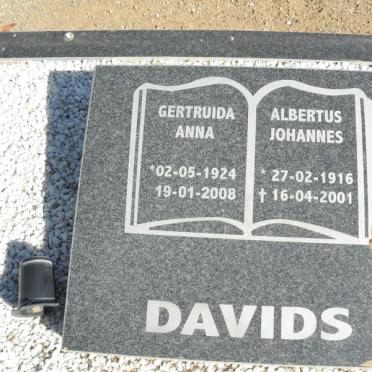 GERTRUIDA
ANNA
*02-05-1924
19-01-2008
ALBERTUS
JOHANNES
* 27-02-1916
† 16-04-2001
DAVIDS